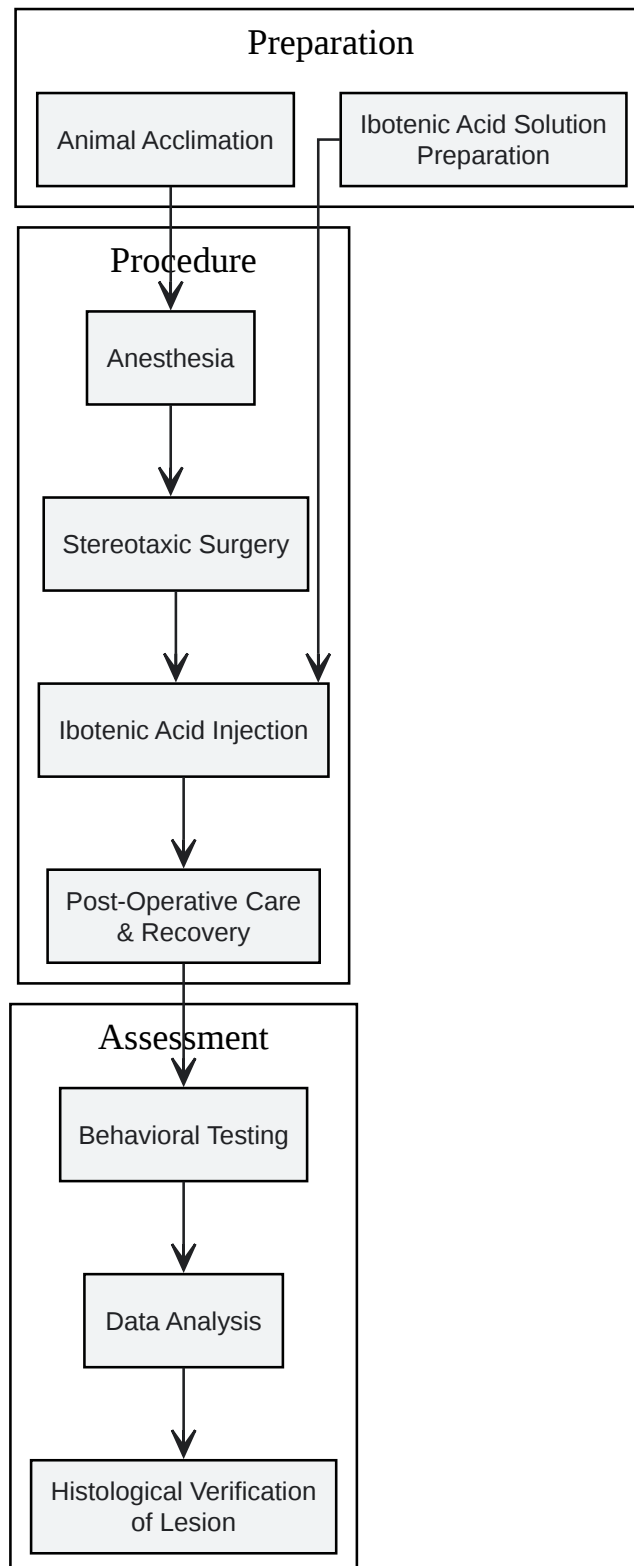 Preparation
Animal Acclimation
Ibotenic Acid Solution
Preparation
Procedure
Anesthesia
Stereotaxic Surgery
Ibotenic Acid Injection
Post-Operative Care
& Recovery
Assessment
Behavioral Testing
Data Analysis
Histological Verification
of Lesion